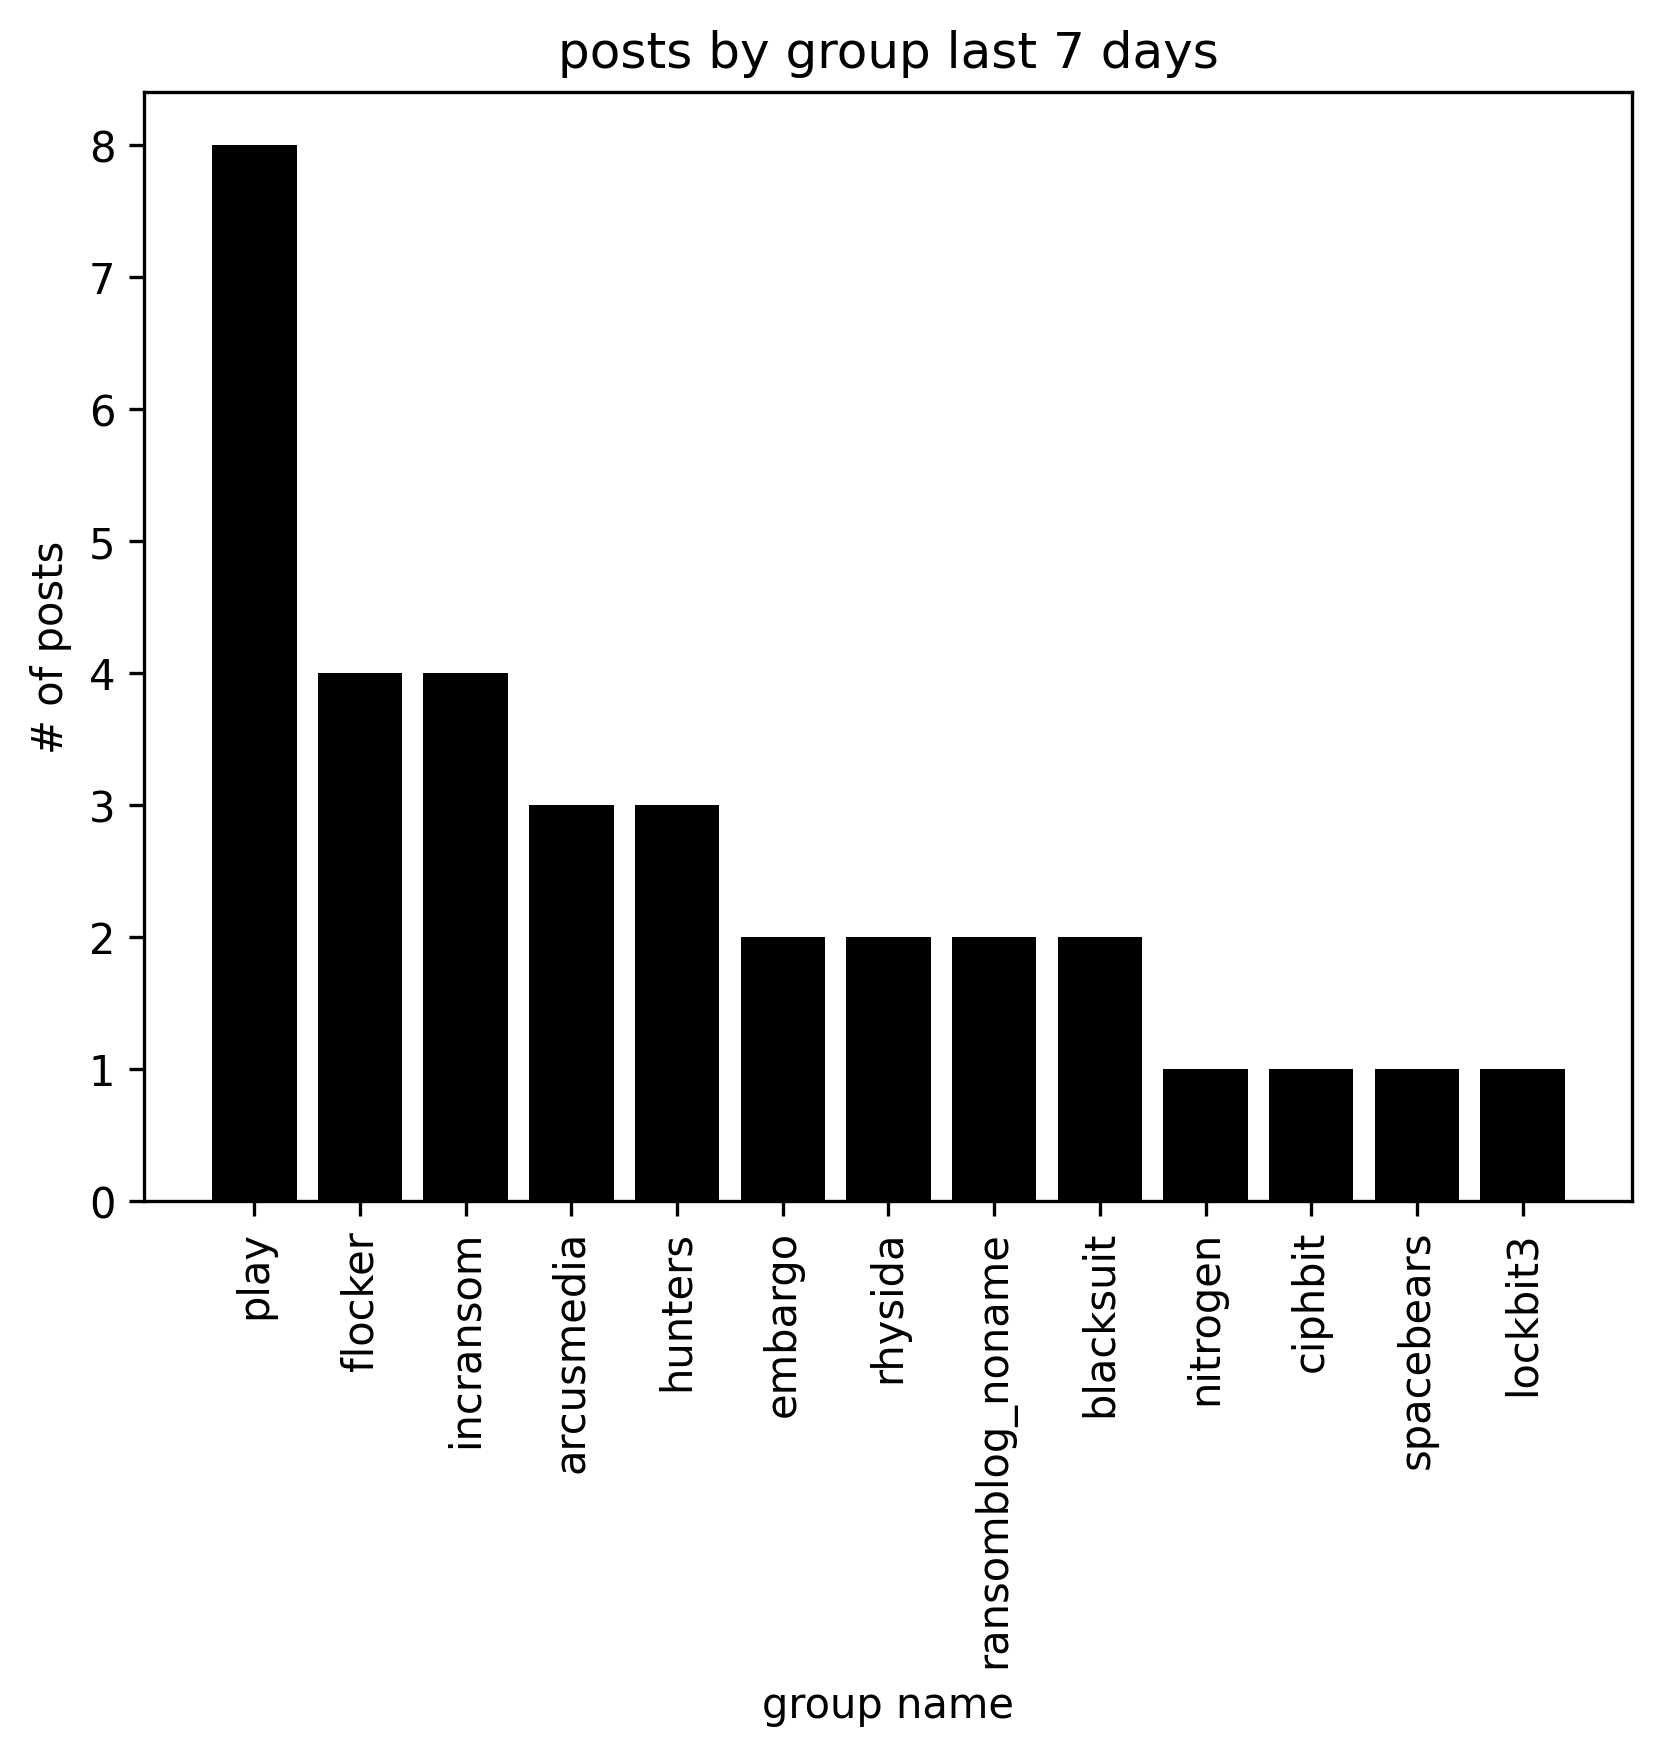 posts by group last 7 days
8
7
6
5
4
3
2
1
0
# of posts
play
flocker
incransom
arcusmedia
hunters
embargo
rhysida
ransomblog_noname
blacksuit
nitrogen
ciphbit
spacebears
lockbit3
group name